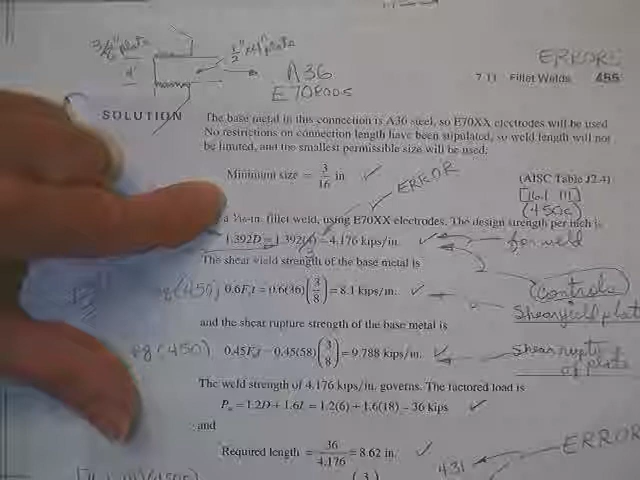 3/8" plate
1/2" x 4" plate
4"
A36
E70 Rods
ERRORS
7.11 Fillet Welds 455
SOLUTION The base metal in this connection is A36 steel, so E70XX electrodes will be used.
No restrictions on connection length have been stipulated, so weld length will not
be limited, and the smallest permissible size will be used:
Minimum size = 3/16 in
(AISC Table J2.4)
ERROR
a 3/16-in. fillet weld, using E70XX electrodes. The design strength per inch is
1.392D = 1.392( ) = 4.176 kips/in.
for weld
The shear yield strength of the base metal is
(450) 0.6Fyt = 0.6(36)(3/8) = 8.1 kips/in.
Controls
Shear yield plate
and the shear rupture strength of the base metal is
(450) 0.45Fut = 0.45(58)(3/8) = 9.788 kips/in.
Shear rupture
of plate
The weld strength of 4.176 kips/in. governs. The factored load is
Pu = 1.2D + 1.6L = 1.2(6) + 1.6(18) = 36 kips
and
Required length = 36/4.176 = 8.62 in.
ERROR
431